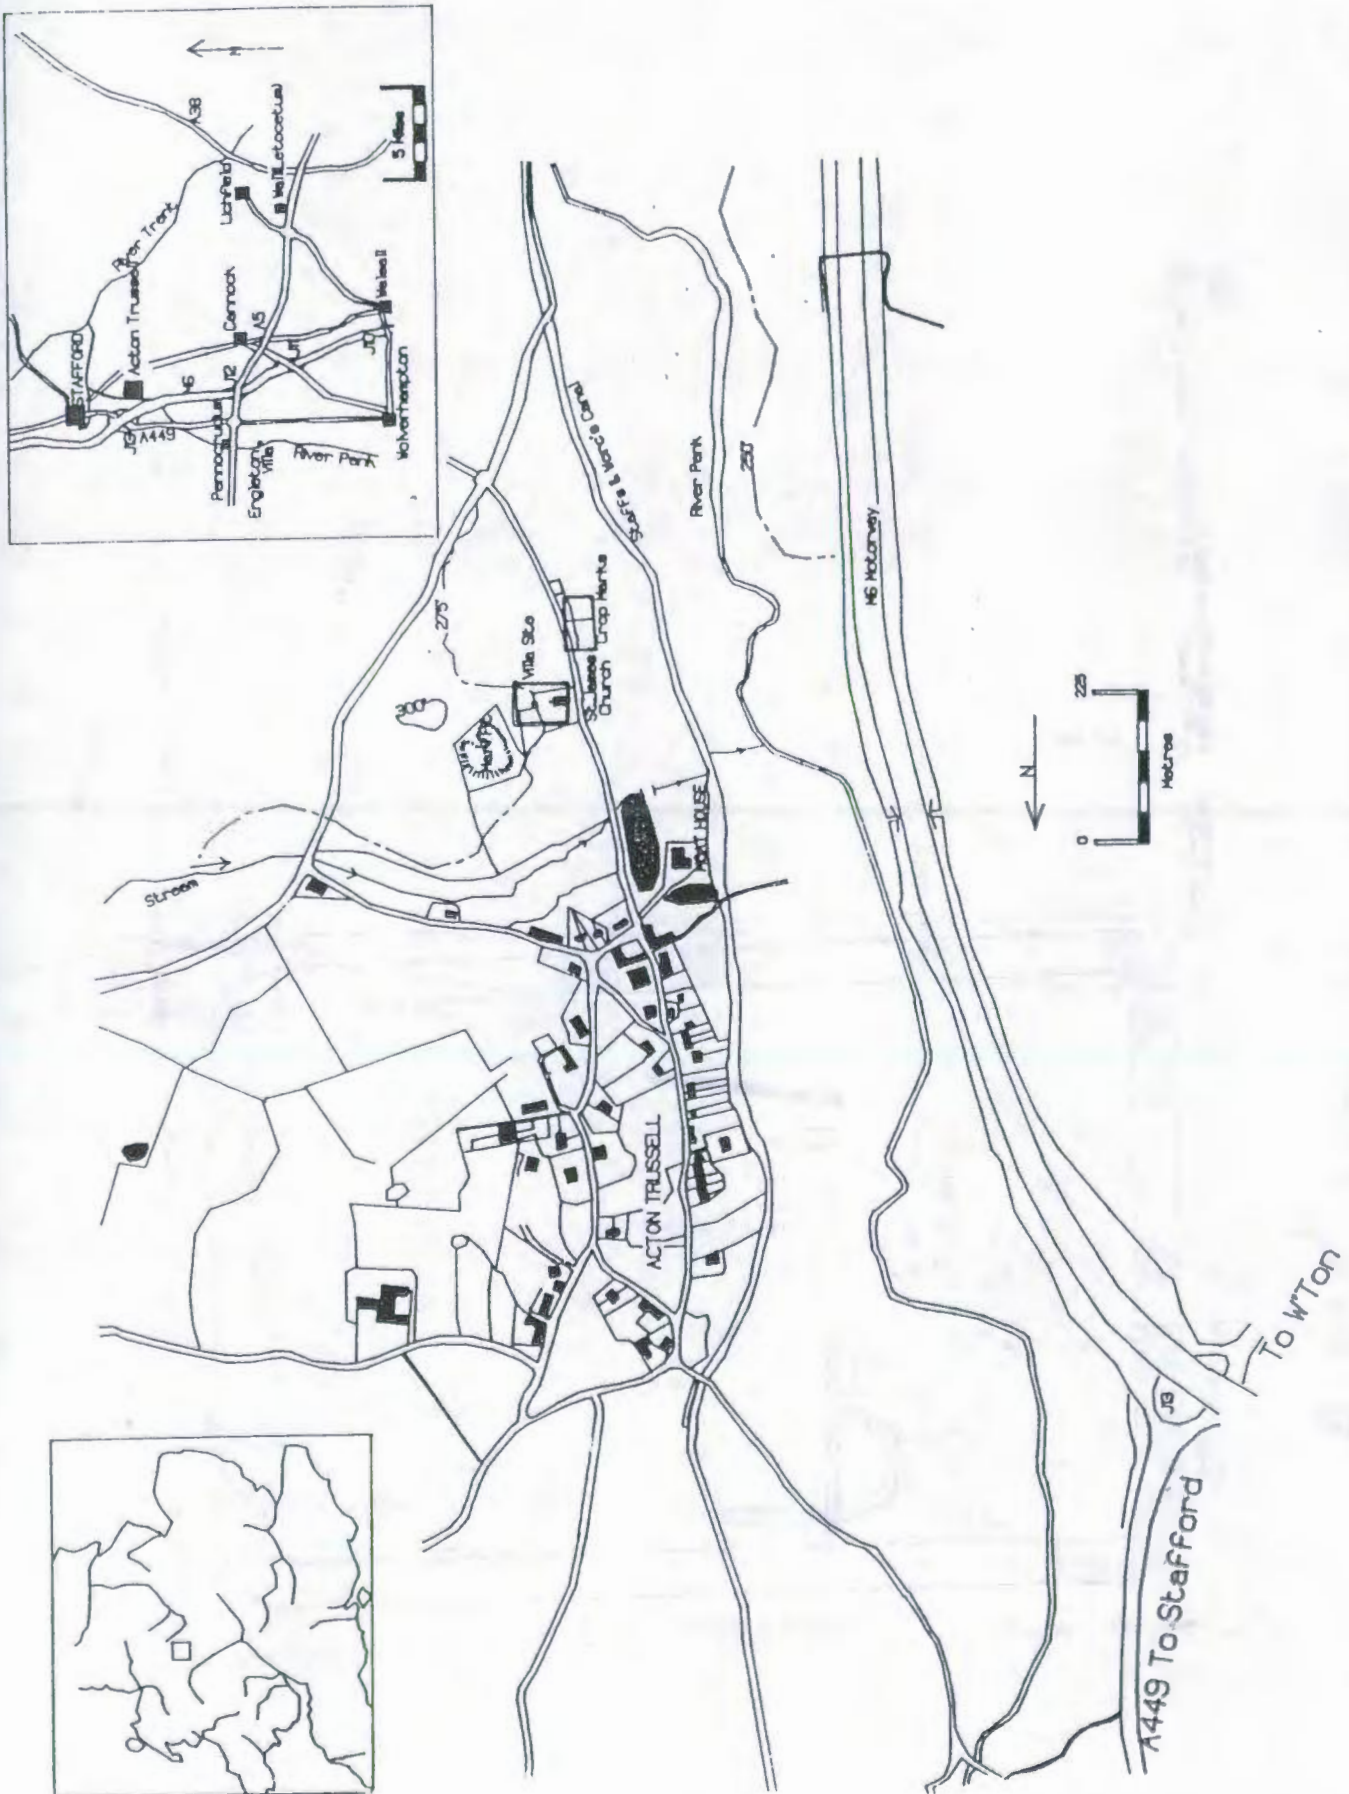 N
A38
5 Miles
Lichfield
Wall(Letocetum)
River Trent
Acton Trussell
STAFFORD
Cannock
A5
Walsall
J11
J10
J12
M6
J13
A449
Pennocrucium
Engleton
Villa
River Penk
Wolverhampton
Staffs & Worc's Canal
River Penk
250'
M6 Motorway
275'
300'
Villa Site
St James
Church
Crop Marks
Stream
MOAT HOUSE
N
0
225
Metres
ACTON TRUSSELL
J13
To W'Ton
A449 To Stafford